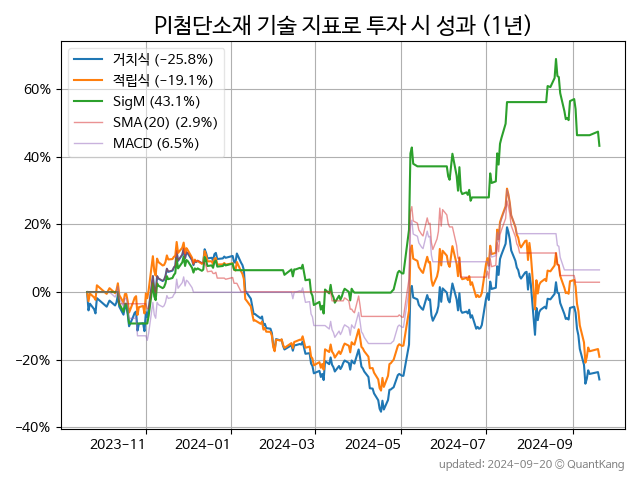 PI첨단소재 기술 지표로 투자 시 성과 (1년)
거치식 (-25.8%)
적립식 (-19.1%)
SigM (43.1%)
SMA(20) (2.9%)
MACD (6.5%)
60%
40%
20%
0%
-20%
-40%
2023-11
2024-01
2024-03
2024-05
2024-07
2024-09
updated: 2024-09-20 © QuantKang